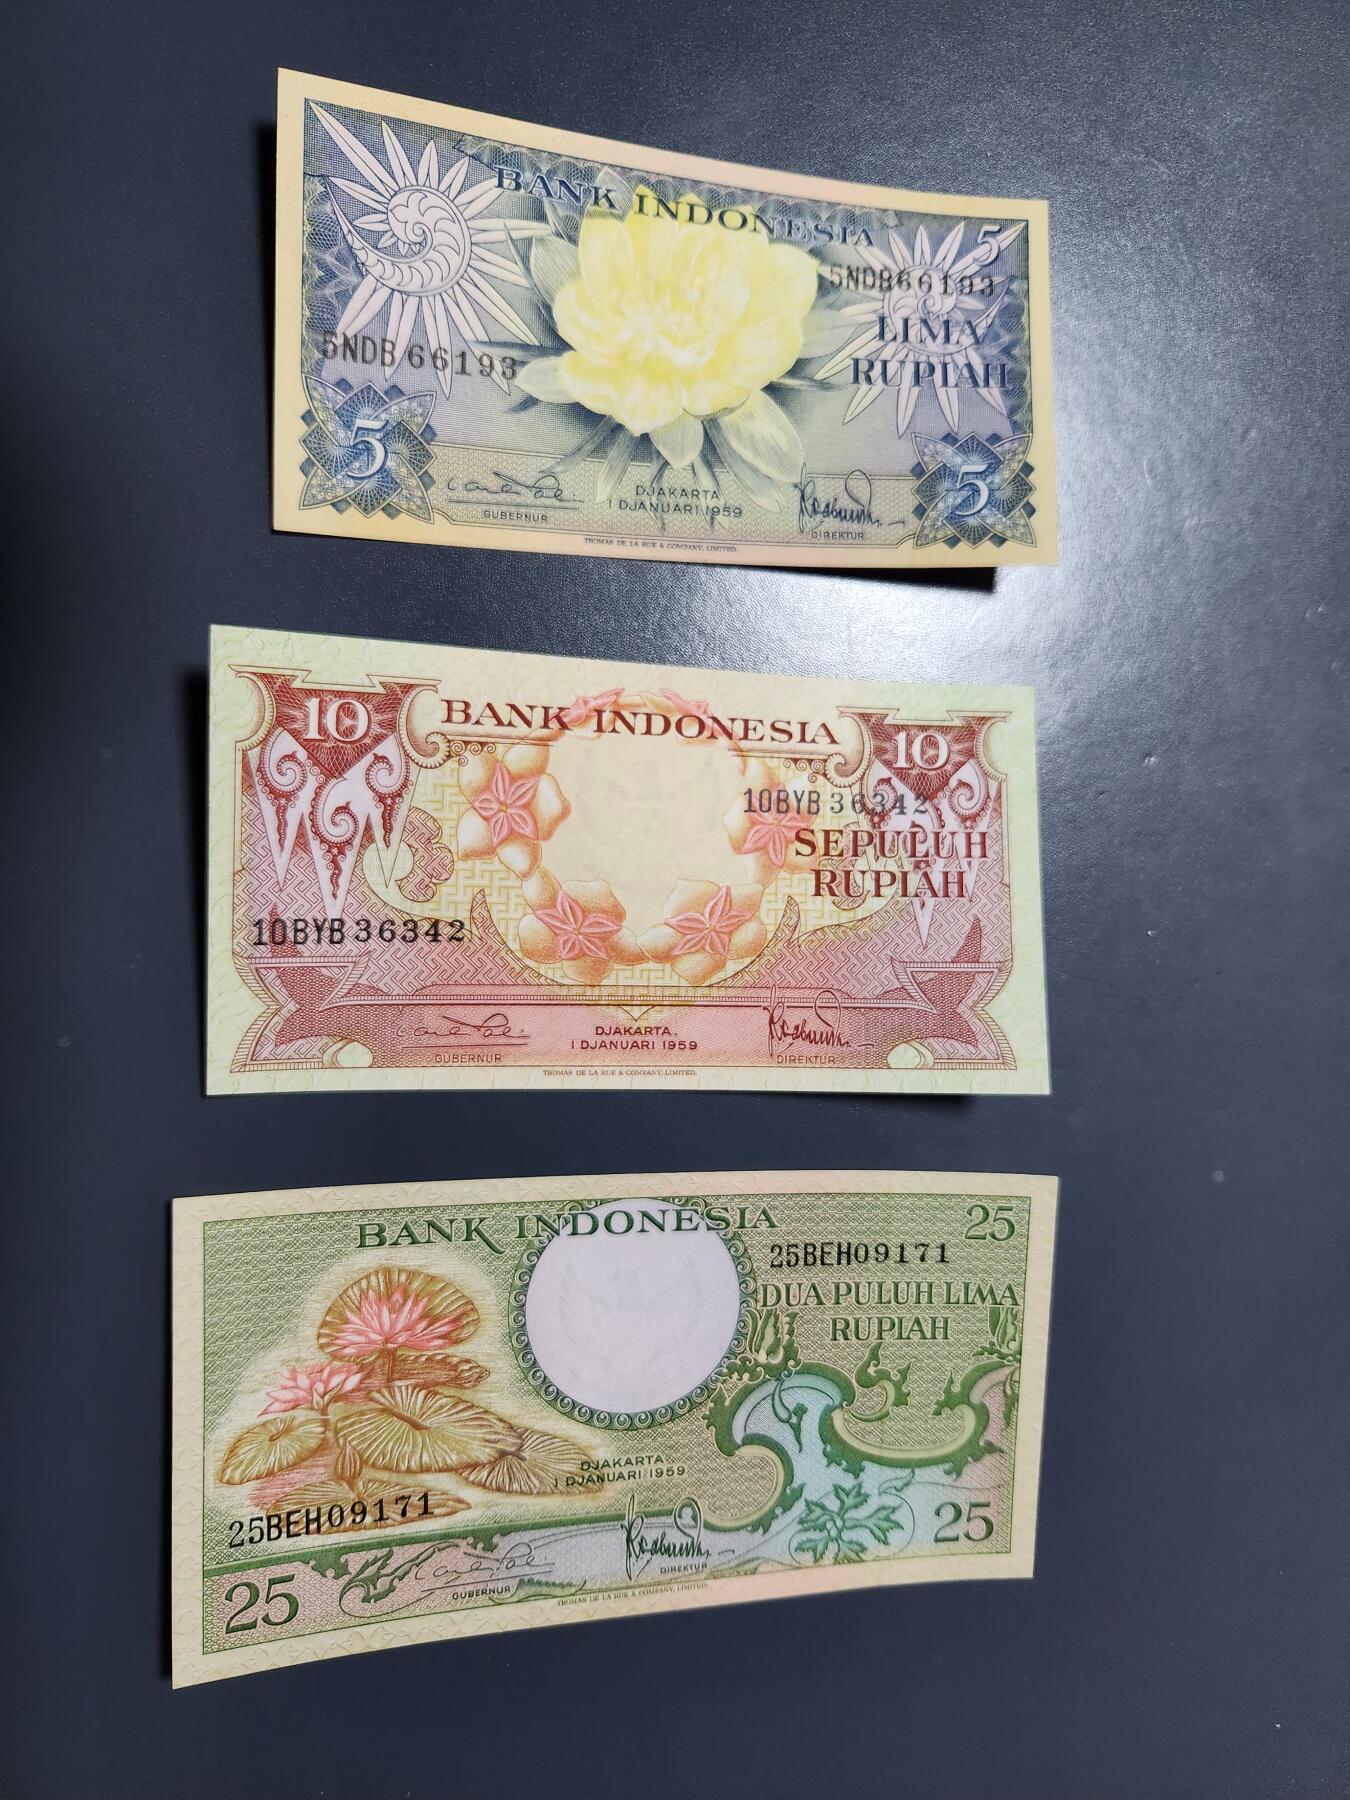 BANK INDONESIA
5
5NDB66193
LIMA
RUPIAH
5NDB66193
5
5
DJAKARTA
1 DJANUARI 1959
GUBERNUR
DIREKTUR
THOMAS DE LA RUE & COMPANY, LIMITED.
10
BANK INDONESIA
10
10BYB36342
SEPULUH
RUPIAH
10BYB36342
DJAKARTA.
1 DJANUARI 1959
GUBERNUR
DIREKTUR
THOMAS DE LA RUE & COMPANY, LIMITED.
BANK INDONESIA
25
25BEH09171
DUA PULUH LIMA
RUPIAH
DJAKARTA
1 DJANUARI 1959
25BEH09171
25
25
GUBERNUR
DIREKTUR
THOMAS DE LA RUE & COMPANY, LIMITED.